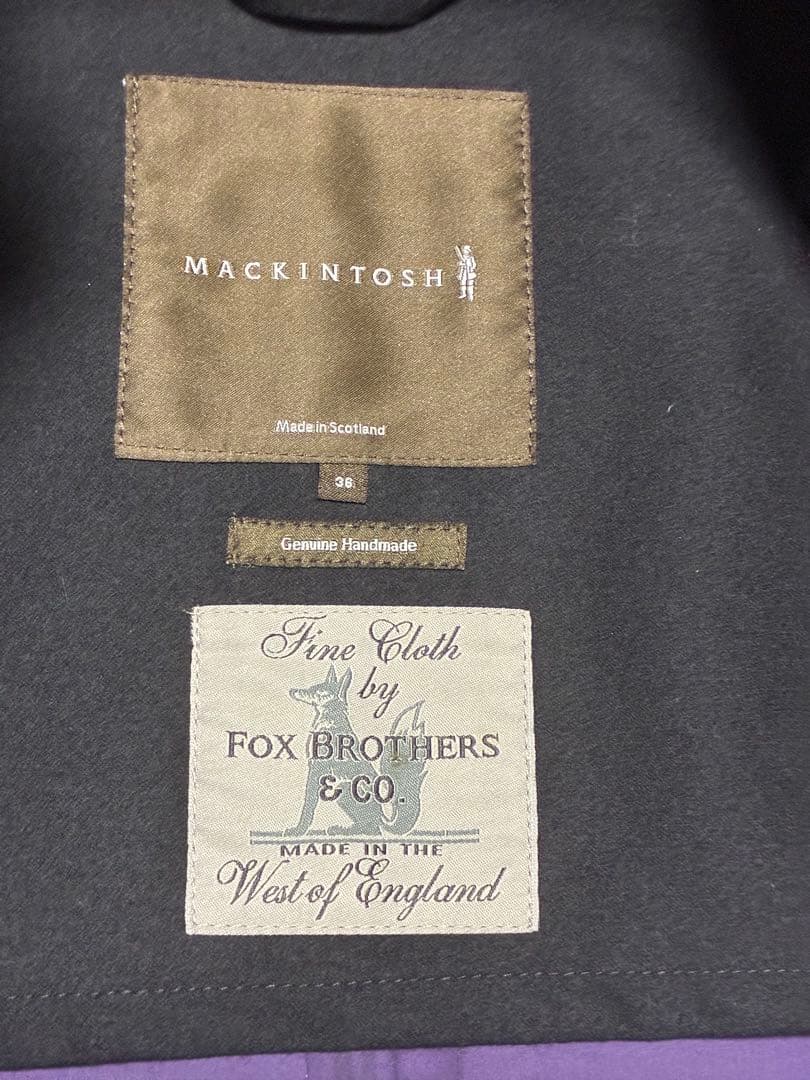 MACKINTOSH
Made in Scotland
36
Genuine Handmade
Fine Cloth
by
FOX BROTHERS
& CO.
MADE IN THE
West of England